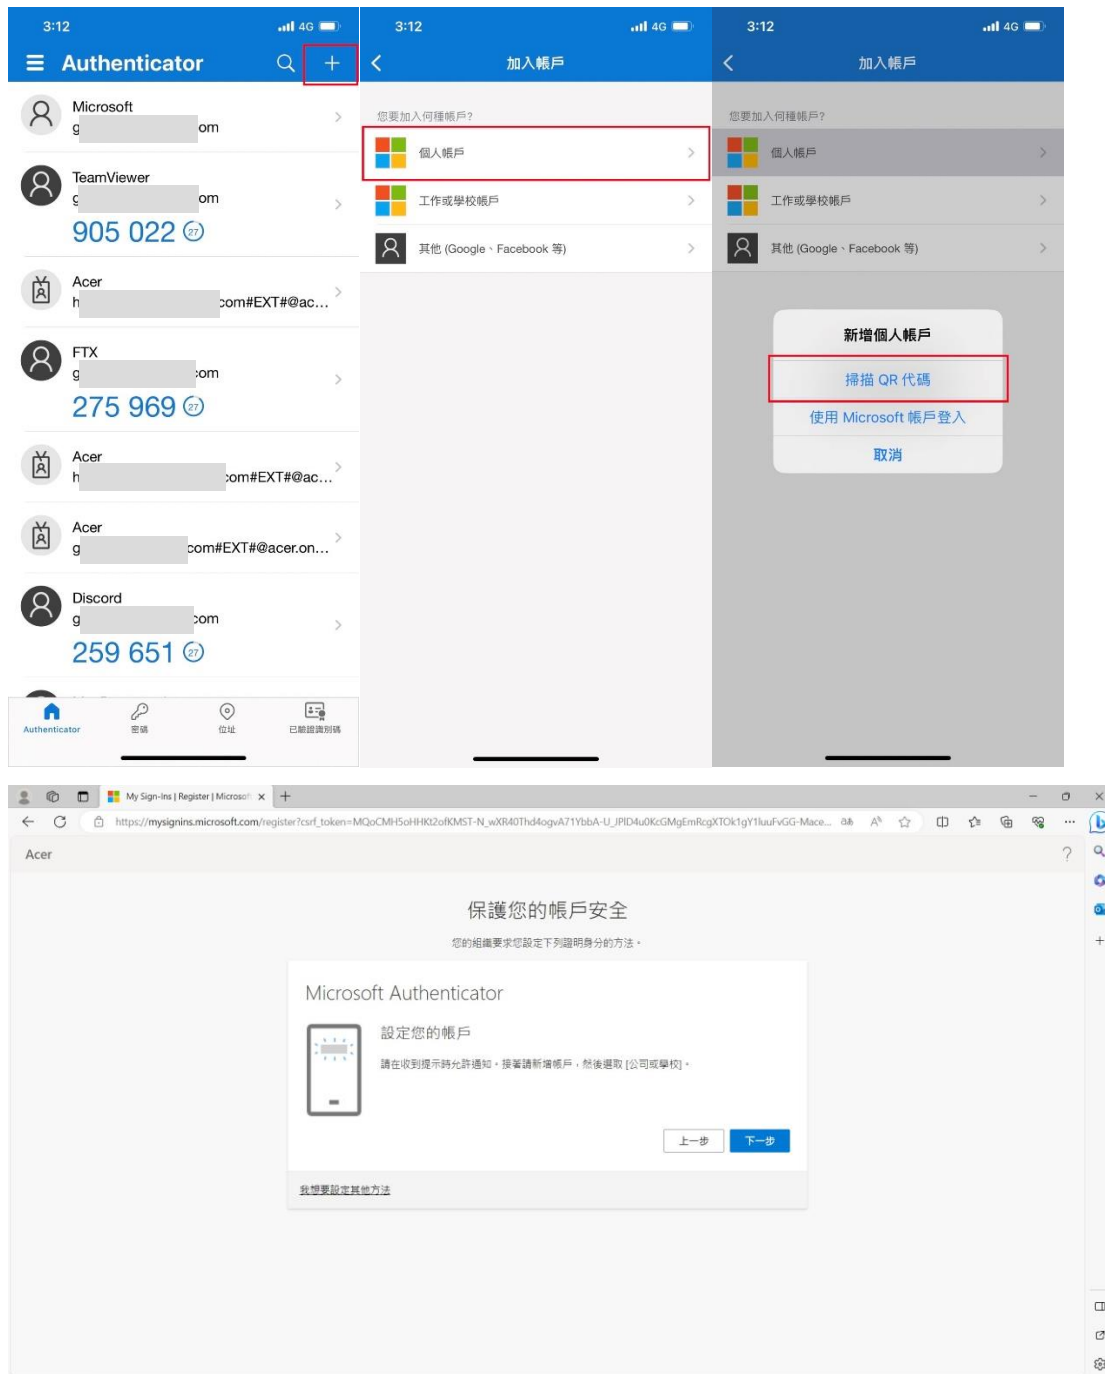 3:12
4G
Authenticator
Microsoft
g om
TeamViewer
g om
905 022 27
Acer
h com#EXT#@ac...
FTX
g com
275 969 27
Acer
h com#EXT#@ac...
Acer
g com#EXT#@acer.on...
Discord
g com
259 651 27
Authenticator
密碼
位址
已驗證識別碼
3:12
4G
加入帳戶
您要加入何種帳戶?
個人帳戶
工作或學校帳戶
其他 (Google、Facebook 等)
3:12
4G
加入帳戶
您要加入何種帳戶?
個人帳戶
工作或學校帳戶
其他 (Google、Facebook 等)
新增個人帳戶
掃描 QR 代碼
使用 Microsoft 帳戶登入
取消
My Sign-Ins | Register | Microsof
https://mysignins.microsoft.com/register?csrf_token=
Acer
保護您的帳戶安全
您的組織要求您設定下列證明身分的方法。
Microsoft Authenticator
設定您的帳戶
請在收到提示時允許通知。接著請新增帳戶，然後選取 [公司或學校]。
上一步 下一步
我想要設定其他方法